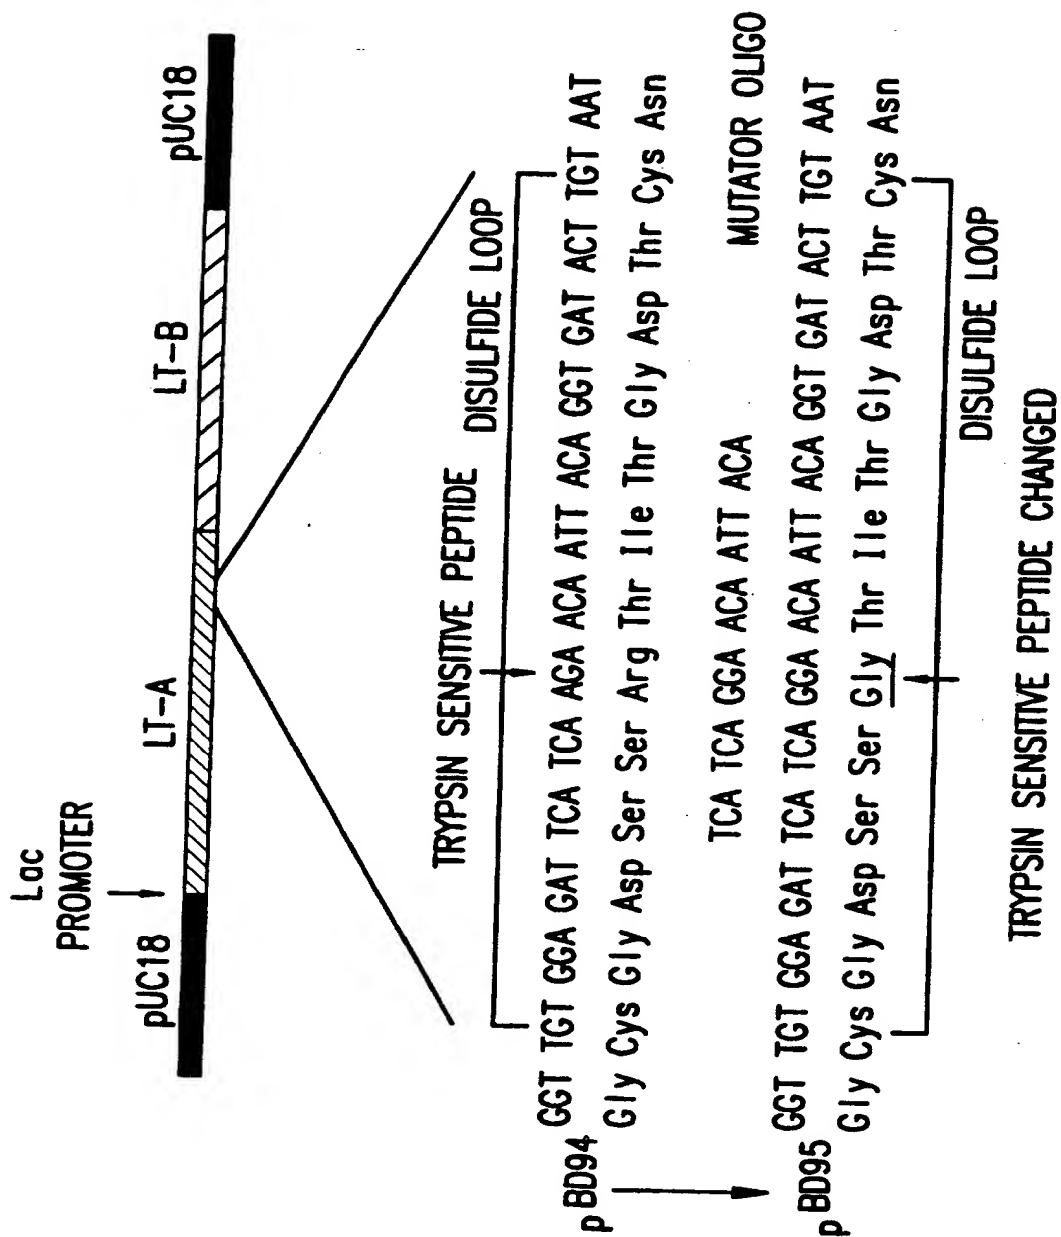 Lac
PROMOTER
pUC18
LT-A
LT-B
pUC18
TRYPSIN SENSITIVE PEPTIDE
DISULFIDE LOOP
pBD94
GGT TGT GGA GAT TCA TCA AGA ACA ATT ACA GGT GAT ACT TGT AAT
Gly Cys Gly Asp Ser Ser Arg Thr Ile Thr Gly Asp Thr Cys Asn
TCA TCA GGA ACA ATT ACA
MUTATOR OLIGO
pBD95
GGT TGT GGA GAT TCA TCA GGA ACA ATT ACA GGT GAT ACT TGT AAT
Gly Cys Gly Asp Ser Ser Gly Thr Ile Thr Gly Asp Thr Cys Asn
DISULFIDE LOOP
TRYPSIN SENSITIVE PEPTIDE CHANGED